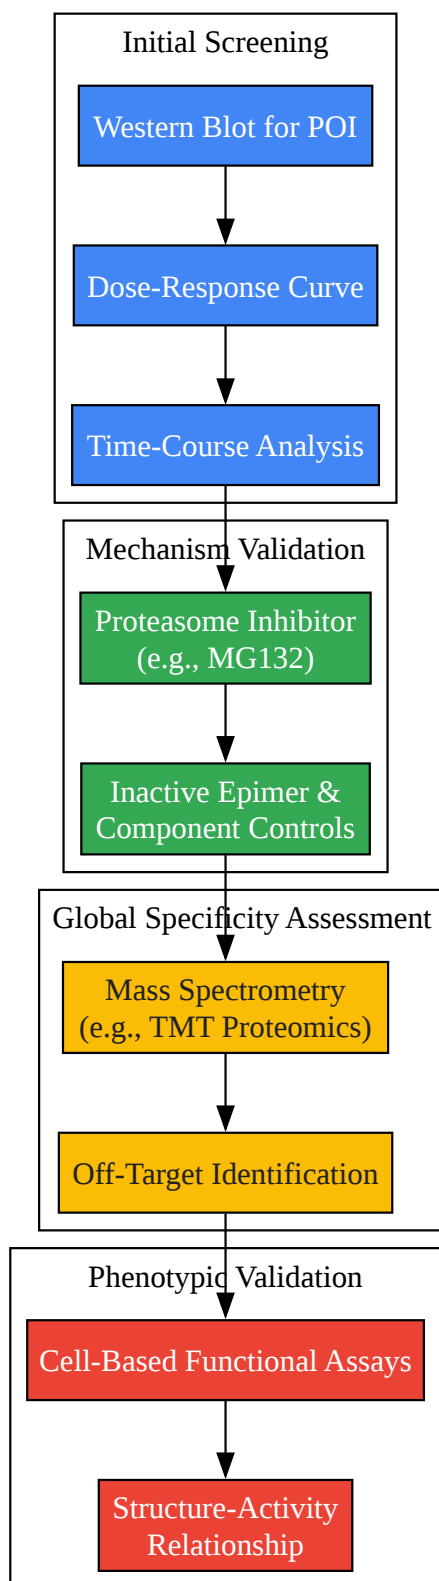 Initial Screening
Western Blot for POI
Dose-Response Curve
Time-Course Analysis
Mechanism Validation
Proteasome Inhibitor
(e.g., MG132)
Inactive Epimer &
Component Controls
Global Specificity Assessment
Mass Spectrometry
(e.g., TMT Proteomics)
Off-Target Identification
Phenotypic Validation
Cell-Based Functional Assays
Structure-Activity
Relationship